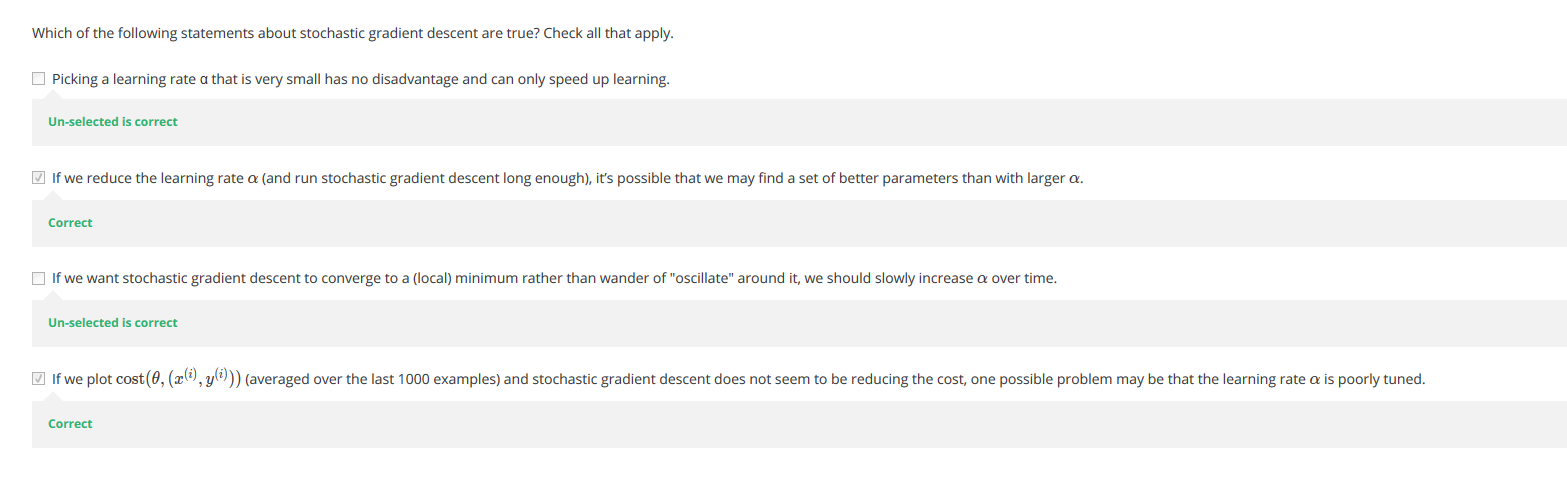 Which of the following statements about stochastic gradient descent are true? Check all that apply.
Picking a learning rate α that is very small has no disadvantage and can only speed up learning.
Un-selected is correct
If we reduce the learning rate α (and run stochastic gradient descent long enough), it's possible that we may find a set of better parameters than with larger α.
Correct
If we want stochastic gradient descent to converge to a (local) minimum rather than wander of "oscillate" around it, we should slowly increase α over time.
Un-selected is correct
If we plot cost(θ, (x⁽ⁱ⁾, y⁽ⁱ⁾)) (averaged over the last 1000 examples) and stochastic gradient descent does not seem to be reducing the cost, one possible problem may be that the learning rate α is poorly tuned.
Correct